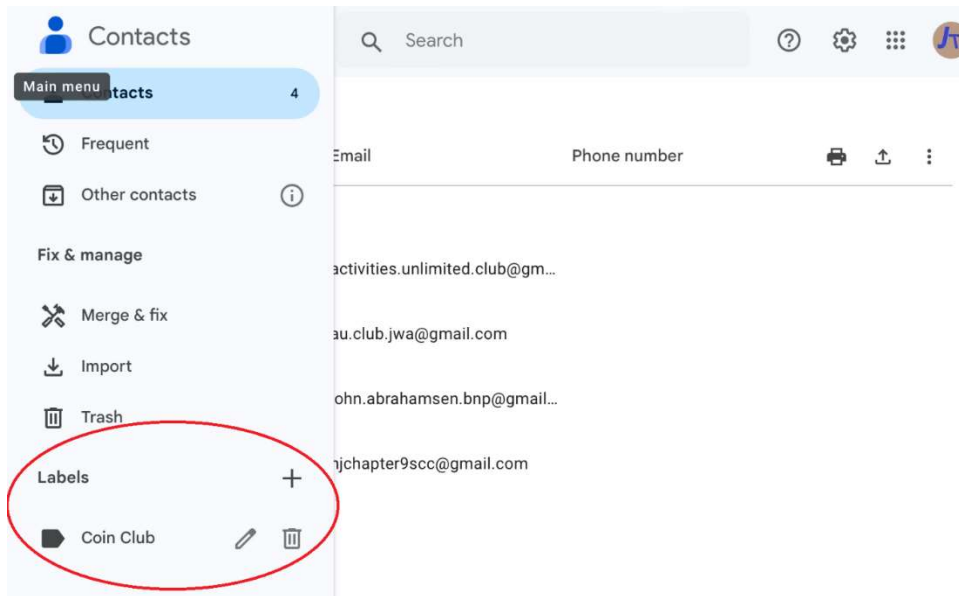 Contacts
Search
JT
Main menu
ntacts
4
Frequent
Email
Phone number
Other contacts
Fix & manage
activities.unlimited.club@gm...
Merge & fix
au.club.jwa@gmail.com
Import
ohn.abrahamsen.bnp@gmail...
Trash
njchapter9scc@gmail.com
Labels
Coin Club